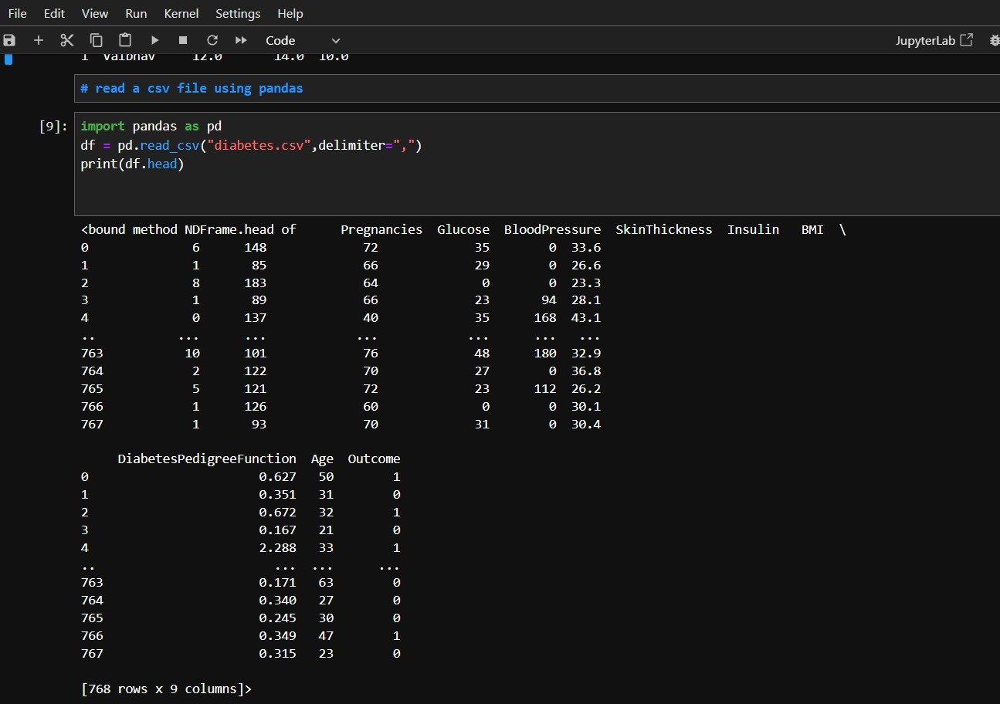 File Edit View Run Kernel Settings Help
Code JupyterLab
1 Vaibhav 12.0 14.0 10.0
# read a csv file using pandas
[9]: import pandas as pd
df = pd.read_csv("diabetes.csv",delimiter=",")
print(df.head)
<bound method NDFrame.head of Pregnancies Glucose BloodPressure SkinThickness Insulin BMI \
0 6 148 72 35 0 33.6
1 1 85 66 29 0 26.6
2 8 183 64 0 0 23.3
3 1 89 66 23 94 28.1
4 0 137 40 35 168 43.1
.. ... ... ... ... ... ...
763 10 101 76 48 180 32.9
764 2 122 70 27 0 36.8
765 5 121 72 23 112 26.2
766 1 126 60 0 0 30.1
767 1 93 70 31 0 30.4
DiabetesPedigreeFunction Age Outcome
0 0.627 50 1
1 0.351 31 0
2 0.672 32 1
3 0.167 21 0
4 2.288 33 1
.. ... ... ...
763 0.171 63 0
764 0.340 27 0
765 0.245 30 0
766 0.349 47 1
767 0.315 23 0
[768 rows x 9 columns]>